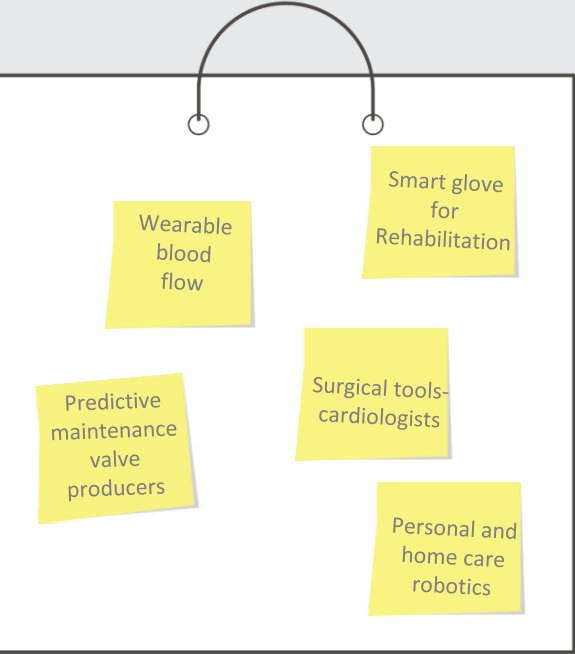 Smart glove
for
Rehabilitation
Wearable
blood
flow
Surgical tools-
cardiologists
Predictive
maintenance
valve
producers
Personal and
home care
robotics